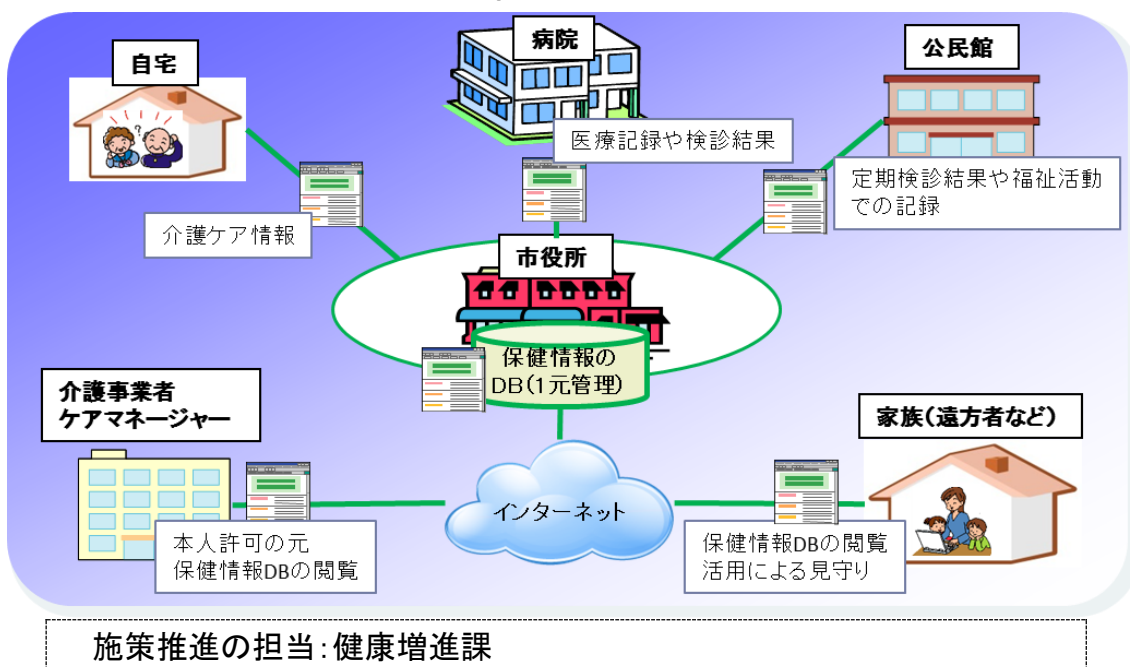 病院
自宅
公民館
医療記録や検診結果
定期検診結果や福祉活動
での記録
介護ケア情報
市役所
保健情報の
DB(1元管理)
介護事業者
ケアマネージャー
家族(遠方者など)
インターネット
本人許可の元
保健情報DBの閲覧
保健情報DBの閲覧
活用による見守り
施策推進の担当:健康増進課